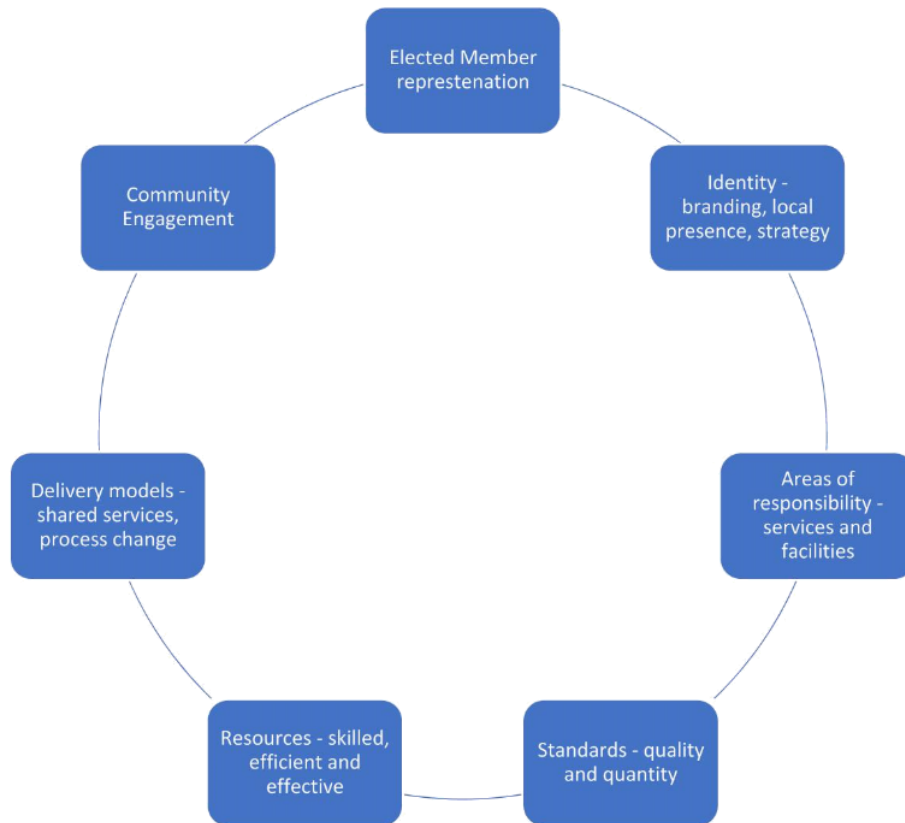 Elected Member
represtenation
Identity -
branding, local
presence, strategy
Areas of
responsibility -
services and
facilities
Standards - quality
and quantity
Resources - skilled,
efficient and
effective
Delivery models -
shared services,
process change
Community
Engagement